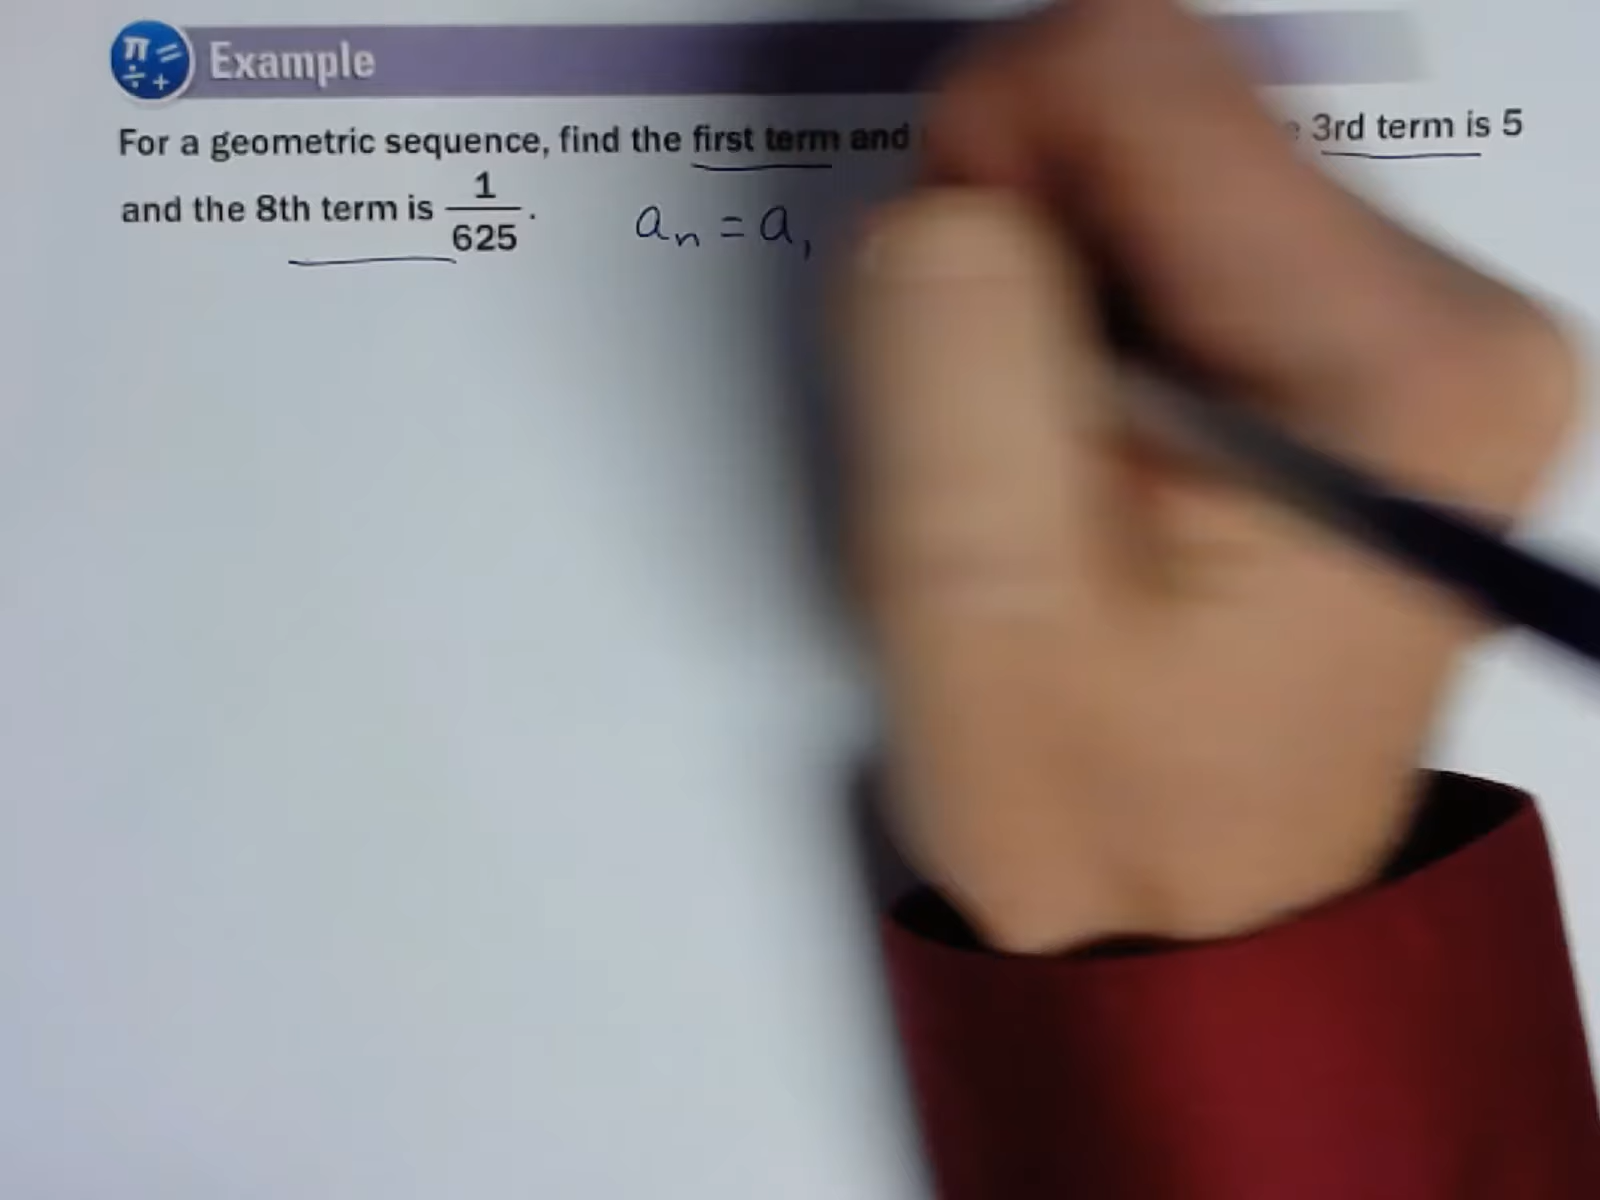 π = ÷ +
Example
For a geometric sequence, find the first term and 3rd term is 5
and the 8th term is 1/625. aₙ = a₁